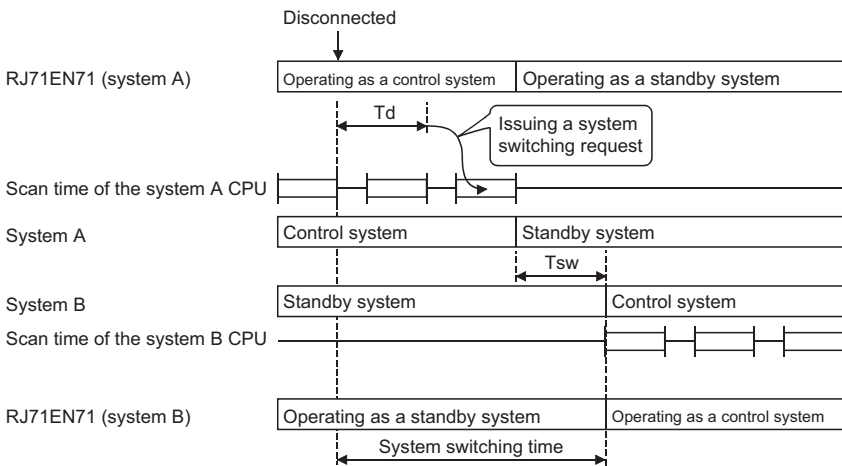 Disconnected
RJ71EN71 (system A)
Operating as a control system
Operating as a standby system
Td
Issuing a system
switching request
Scan time of the system A CPU
System A
Control system
Standby system
Tsw
System B
Standby system
Control system
Scan time of the system B CPU
RJ71EN71 (system B)
Operating as a standby system
Operating as a control system
System switching time